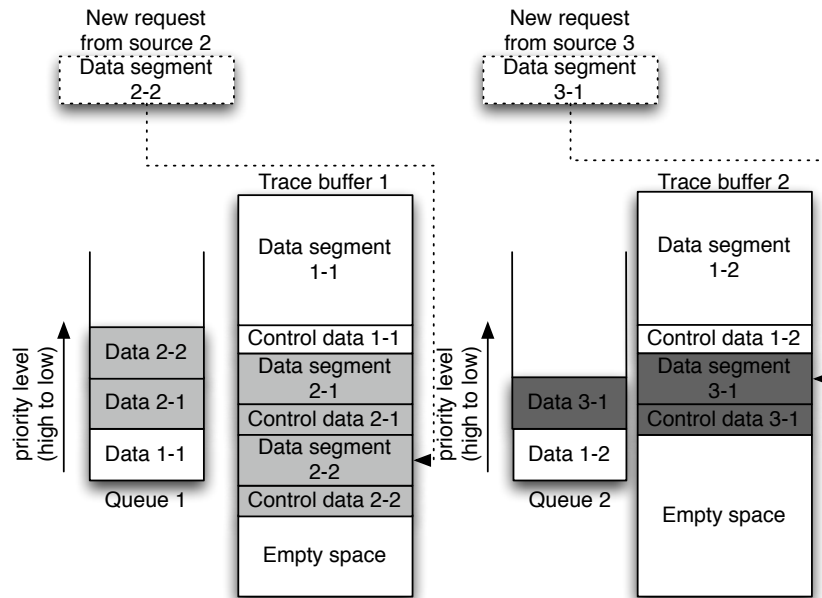 New request
from source 2
Data segment
2-2
Trace buffer 1
Data segment
1-1
Control data 1-1
Data segment
2-1
Control data 2-1
Data segment
2-2
Control data 2-2
Empty space
priority level
(high to low)
Data 2-2
Data 2-1
Data 1-1
Queue 1
New request
from source 3
Data segment
3-1
Trace buffer 2
Data segment
1-2
Control data 1-2
Data segment
3-1
Control data 3-1
Empty space
priority level
(high to low)
Data 3-1
Data 1-2
Queue 2